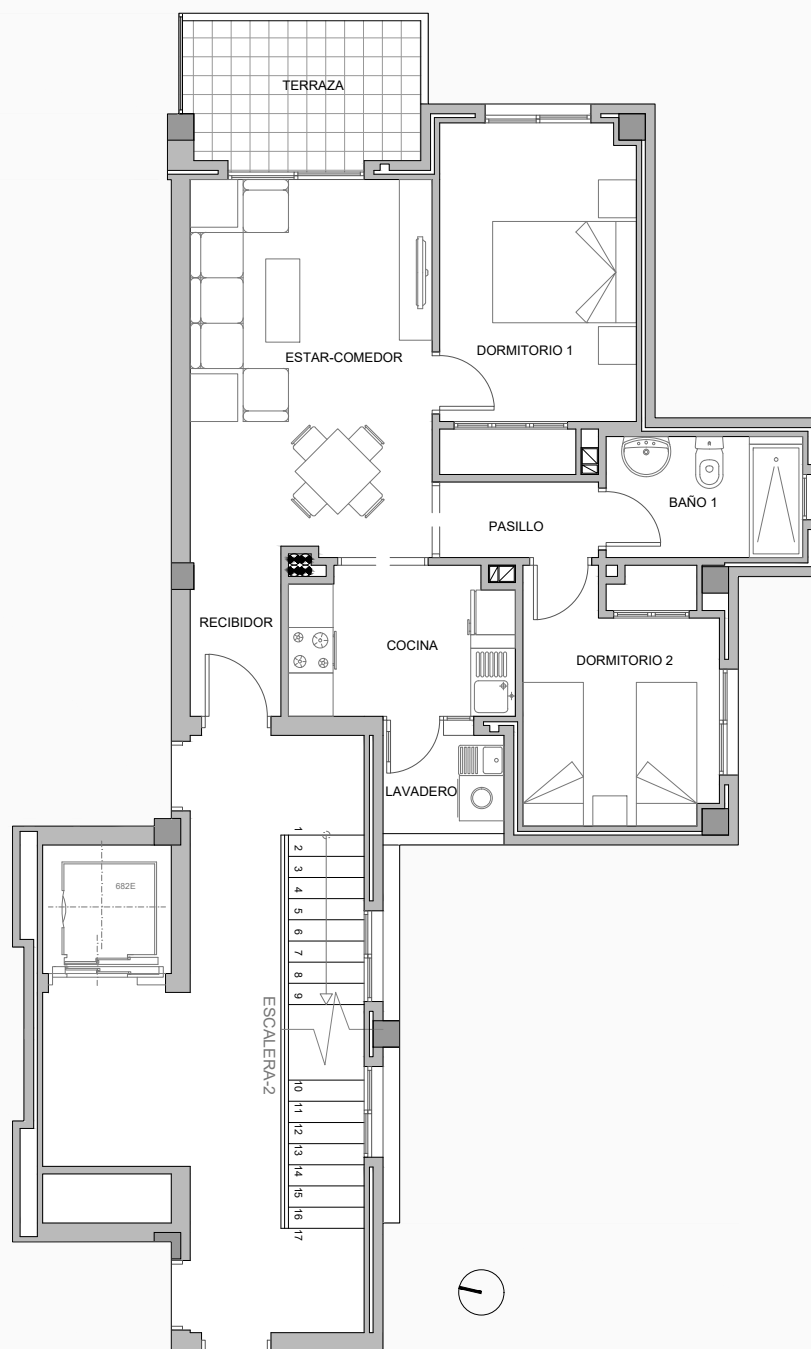 TERRAZA
DORMITORIO 1
ESTAR-COMEDOR
BAÑO 1
PASILLO
RECIBIDOR
COCINA
DORMITORIO 2
LAVADERO
682E
ESCALERA-2
1
2
3
4
5
6
7
8
9
10
11
12
13
14
15
16
17